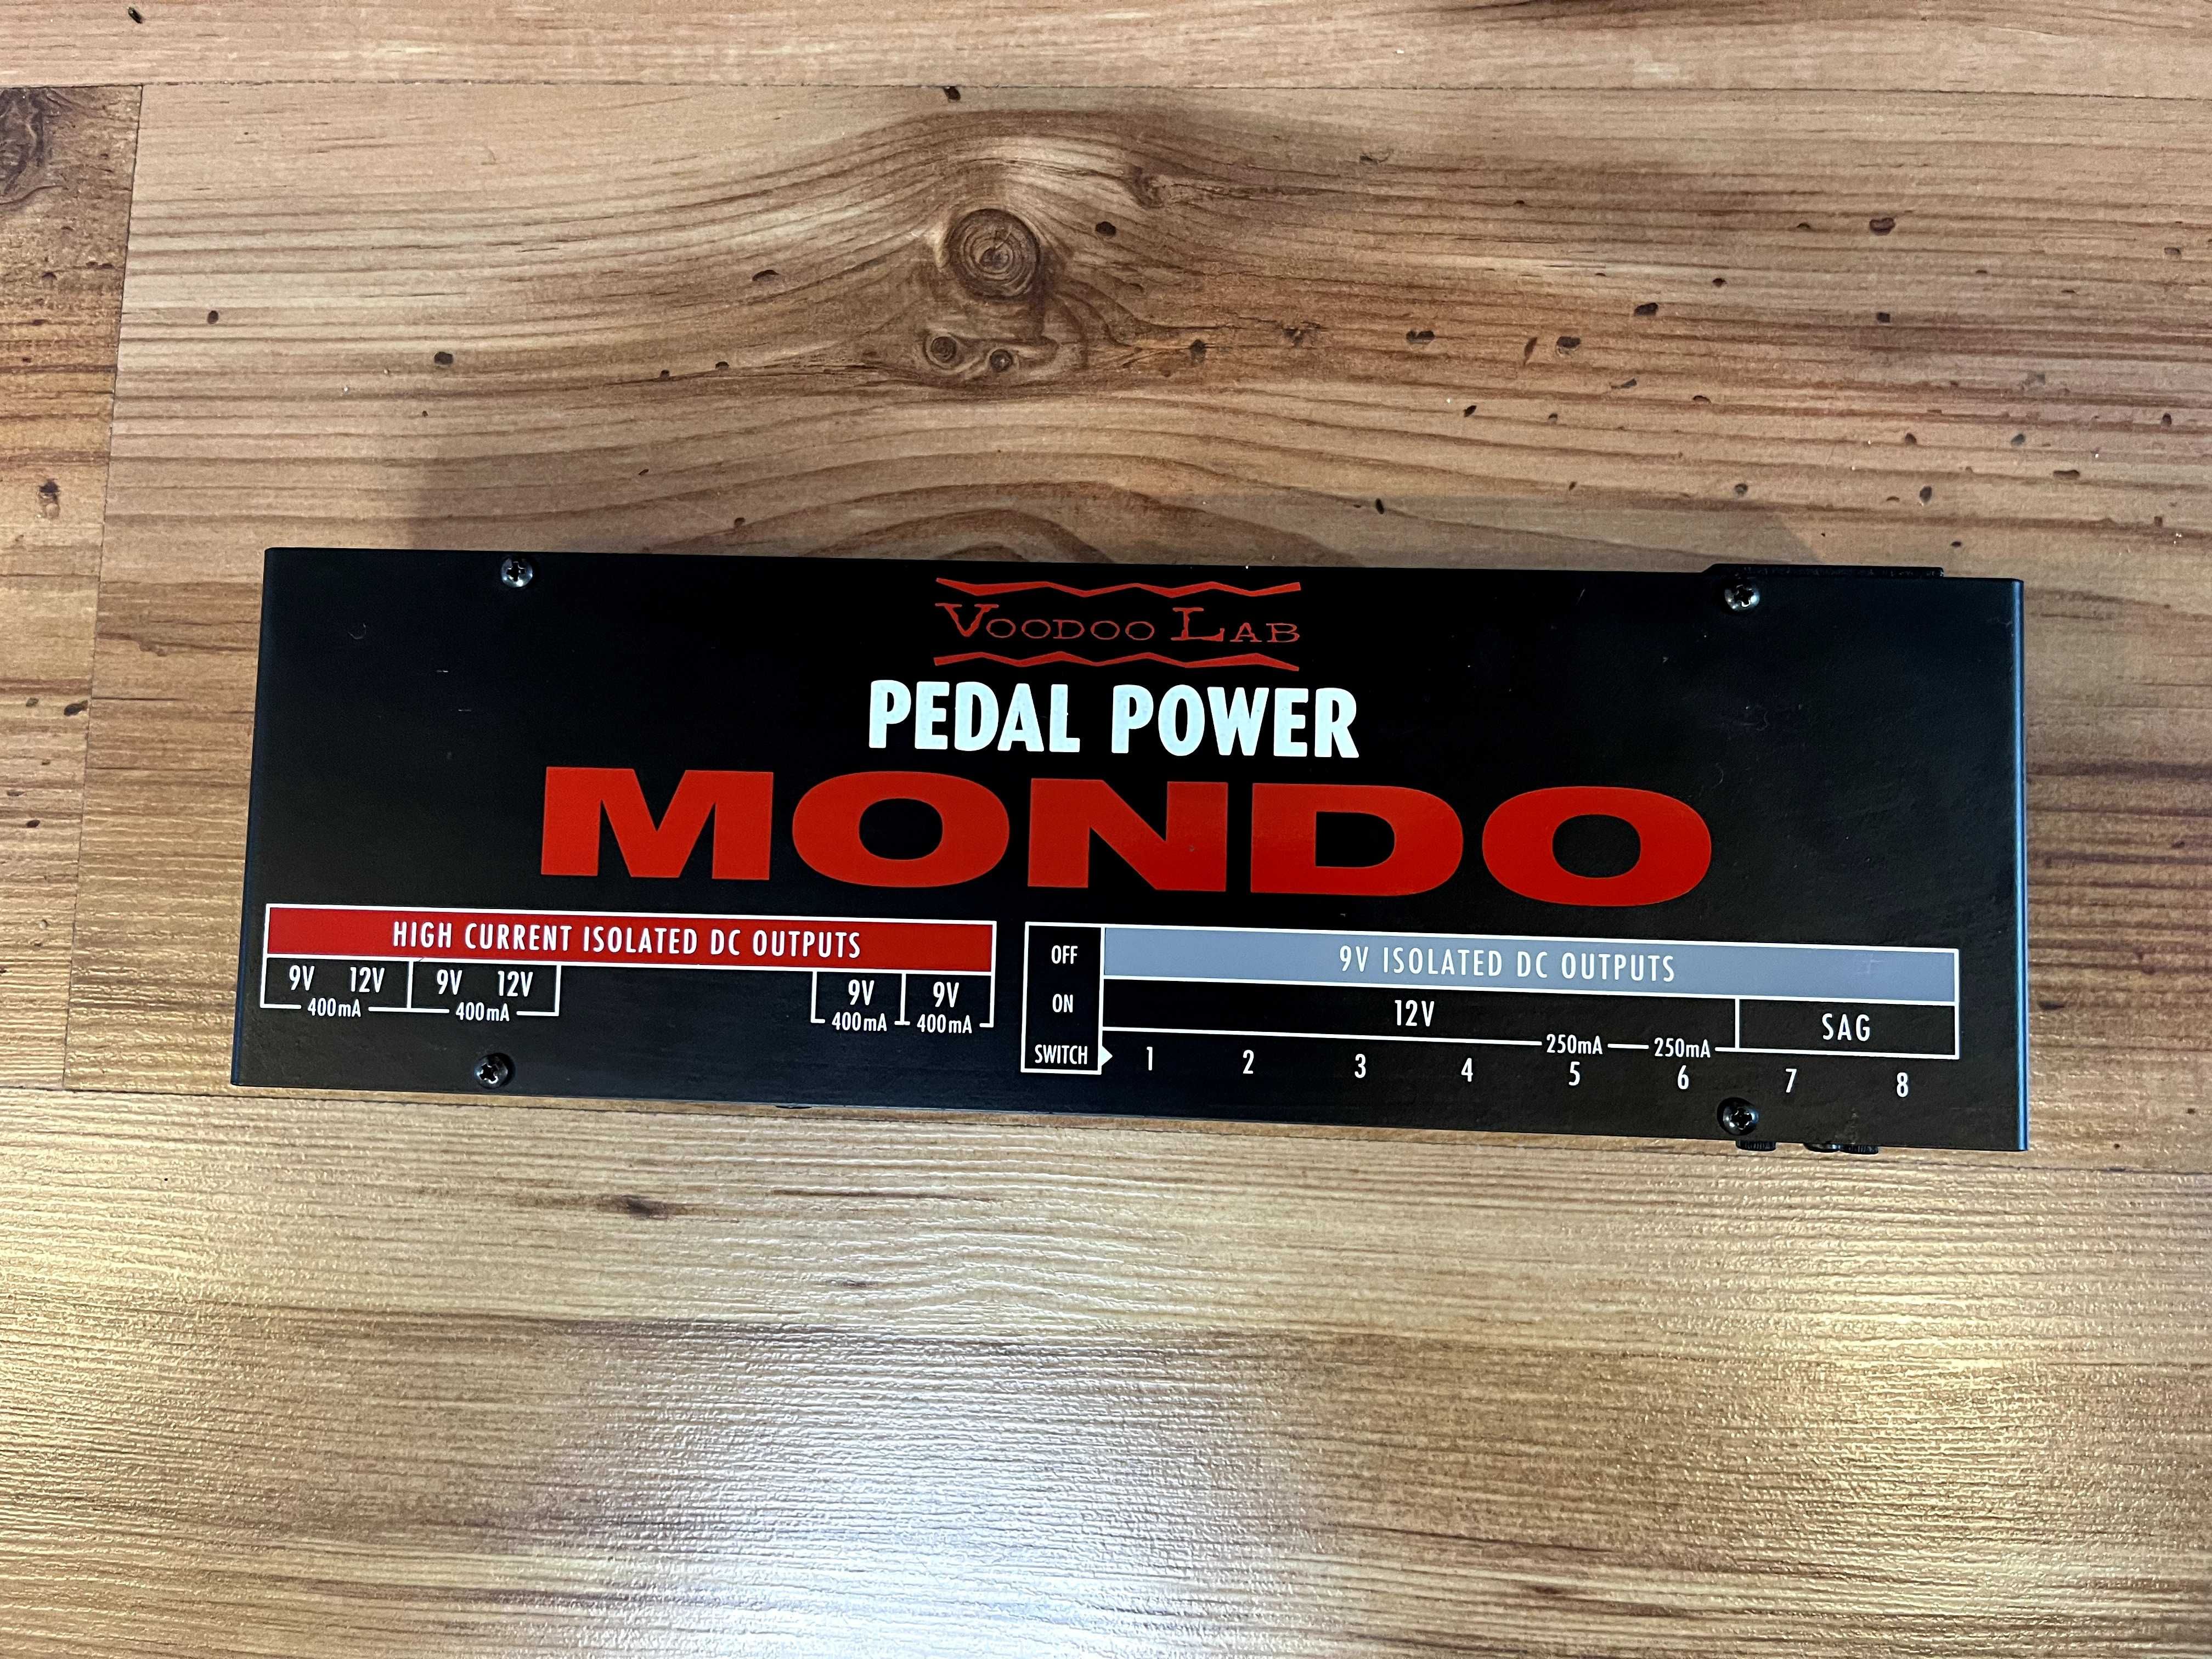 VOODOO LAB
PEDAL POWER
MONDO
HIGH CURRENT ISOLATED DC OUTPUTS
9V 12V 9V 12V 9V 9V
400mA 400mA 400mA 400mA
OFF 9V ISOLATED DC OUTPUTS
ON 12V SAG
250mA 250mA
SWITCH 1 2 3 4 5 6 7 8